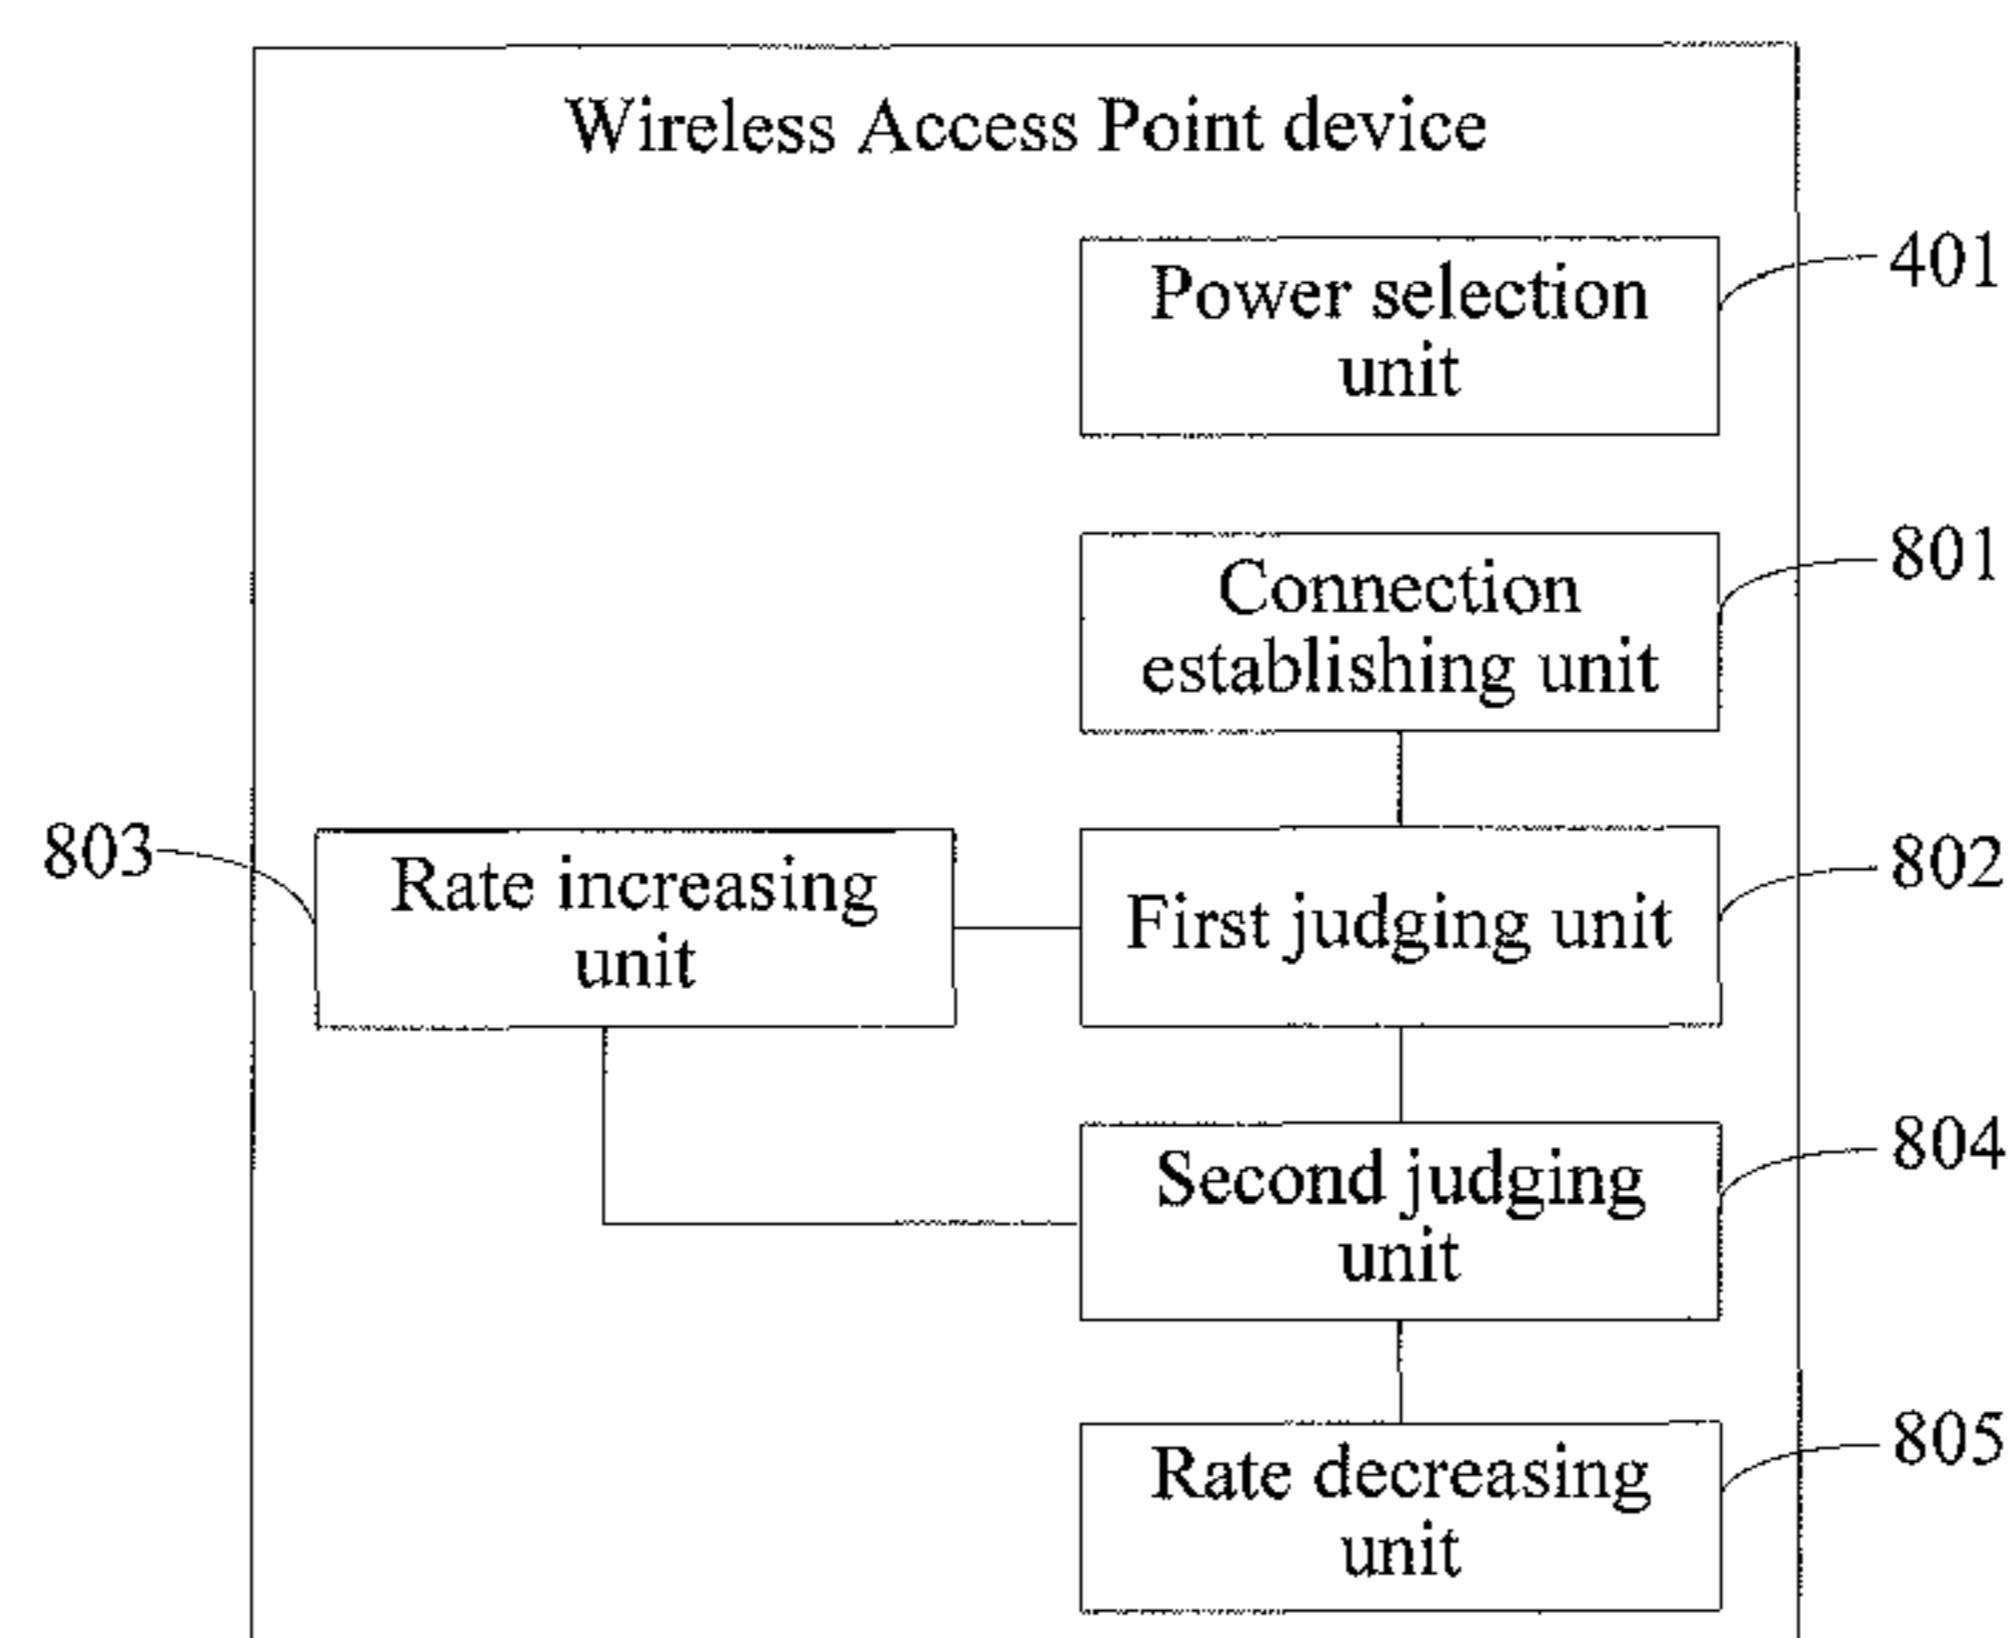 Wireless Access Point device
Power selection
unit
401
Connection
establishing unit
801
803
Rate increasing
unit
First judging unit
802
Second judging
unit
804
Rate decreasing
unit
805